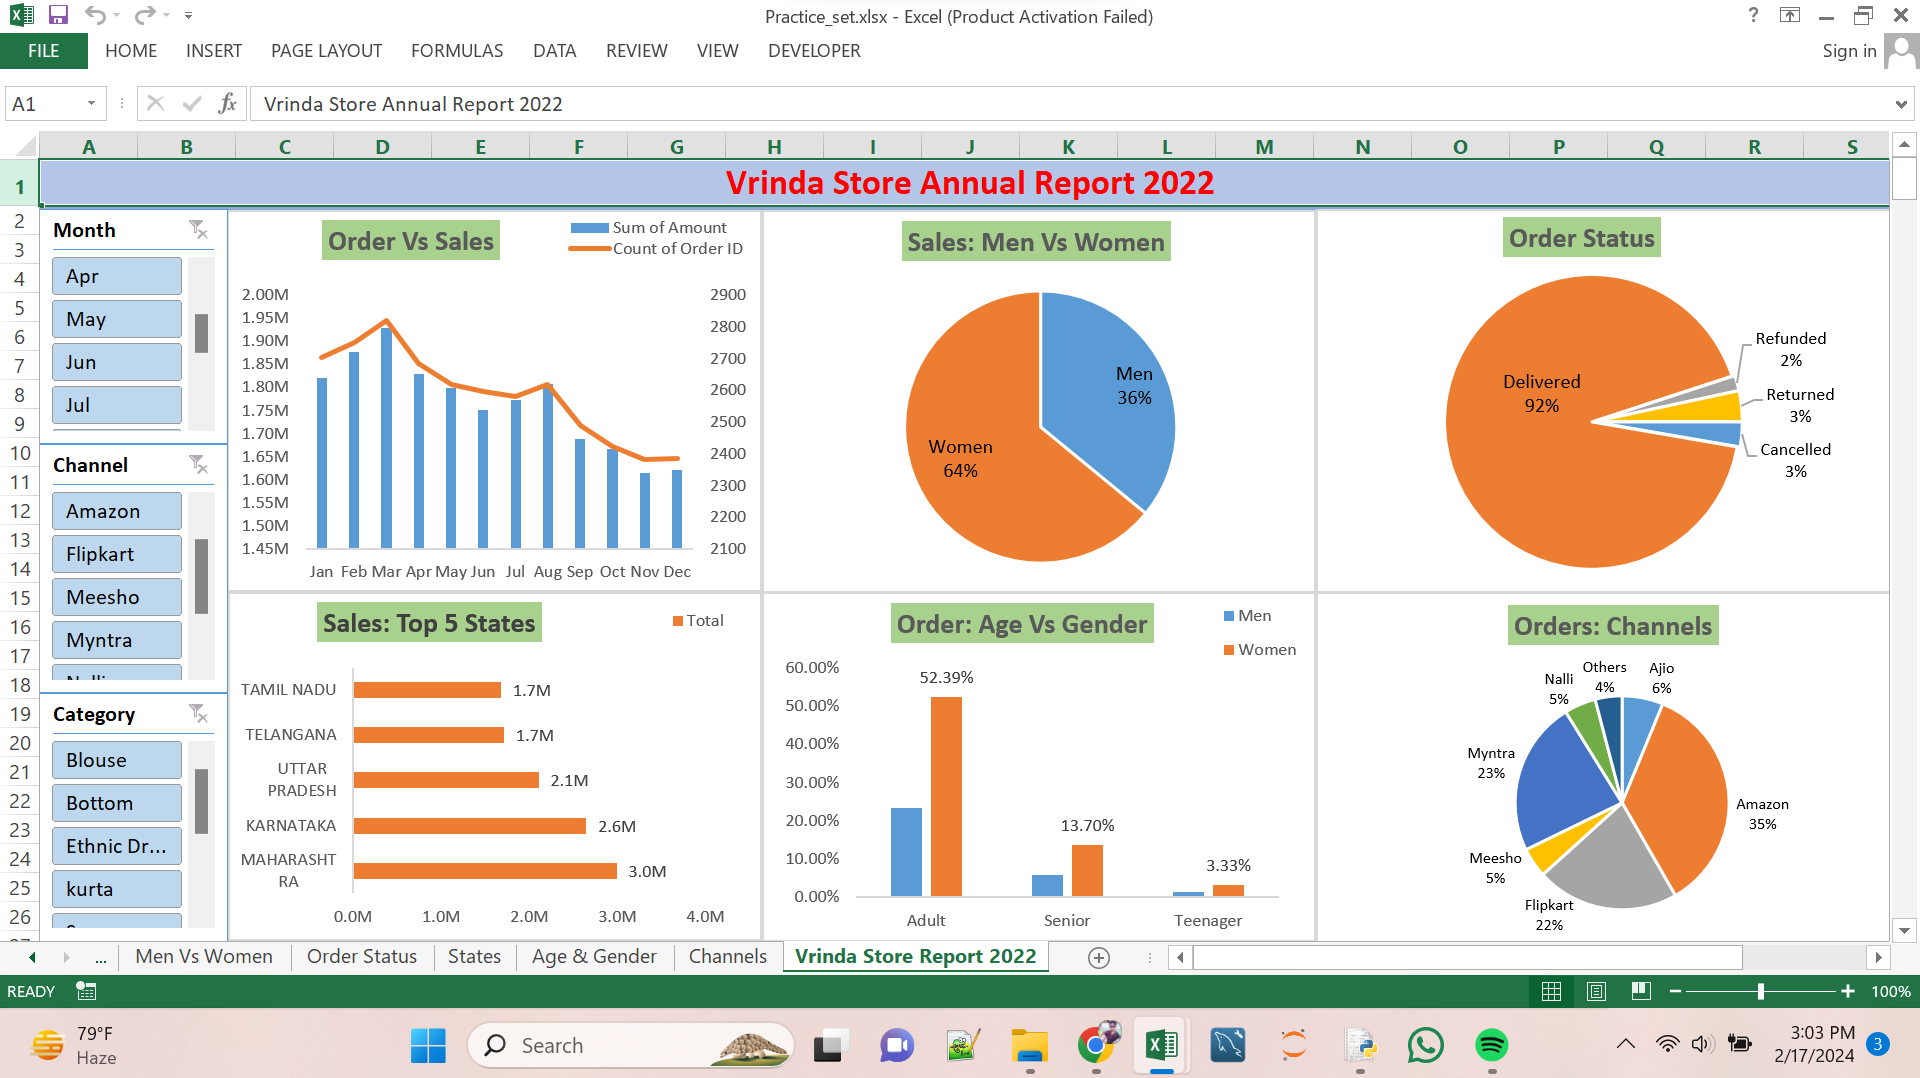 Practice_set.xlsx - Excel (Product Activation Failed)
?
FILE HOME INSERT PAGE LAYOUT FORMULAS DATA REVIEW VIEW DEVELOPER Sign in
A1 fx Vrinda Store Annual Report 2022
A B C D E F G H I J K L M N O P Q R S
1 Vrinda Store Annual Report 2022
2
3
4
5
6
7
8
9
10
11
12
13
14
15
16
17
18
19
20
21
22
23
24
25
26
Month
Apr
May
Jun
Jul
Channel
Amazon
Flipkart
Meesho
Myntra
Category
Blouse
Bottom
Ethnic Dr...
kurta
Order Vs Sales
Sum of Amount
Count of Order ID
2.00M
1.95M
1.90M
1.85M
1.80M
1.75M
1.70M
1.65M
1.60M
1.55M
1.50M
1.45M
2900
2800
2700
2600
2500
2400
2300
2200
2100
Jan Feb Mar Apr May Jun Jul Aug Sep Oct Nov Dec
Sales: Men Vs Women
Men
36%
Women
64%
Order Status
Delivered
92%
Refunded
2%
Returned
3%
Cancelled
3%
Sales: Top 5 States
Total
TAMIL NADU 1.7M
TELANGANA 1.7M
UTTAR
PRADESH
2.1M
KARNATAKA 2.6M
MAHARASHT
RA
3.0M
0.0M 1.0M 2.0M 3.0M 4.0M
Order: Age Vs Gender
Men
Women
60.00%
50.00%
40.00%
30.00%
20.00%
10.00%
0.00%
52.39%
13.70%
3.33%
Adult Senior Teenager
Orders: Channels
Others
4%
Ajio
6%
Nalli
5%
Myntra
23%
Amazon
35%
Meesho
5%
Flipkart
22%
... Men Vs Women Order Status States Age & Gender Channels Vrinda Store Report 2022
READY 100%
79°F
Haze
Search
3:03 PM
2/17/2024
3